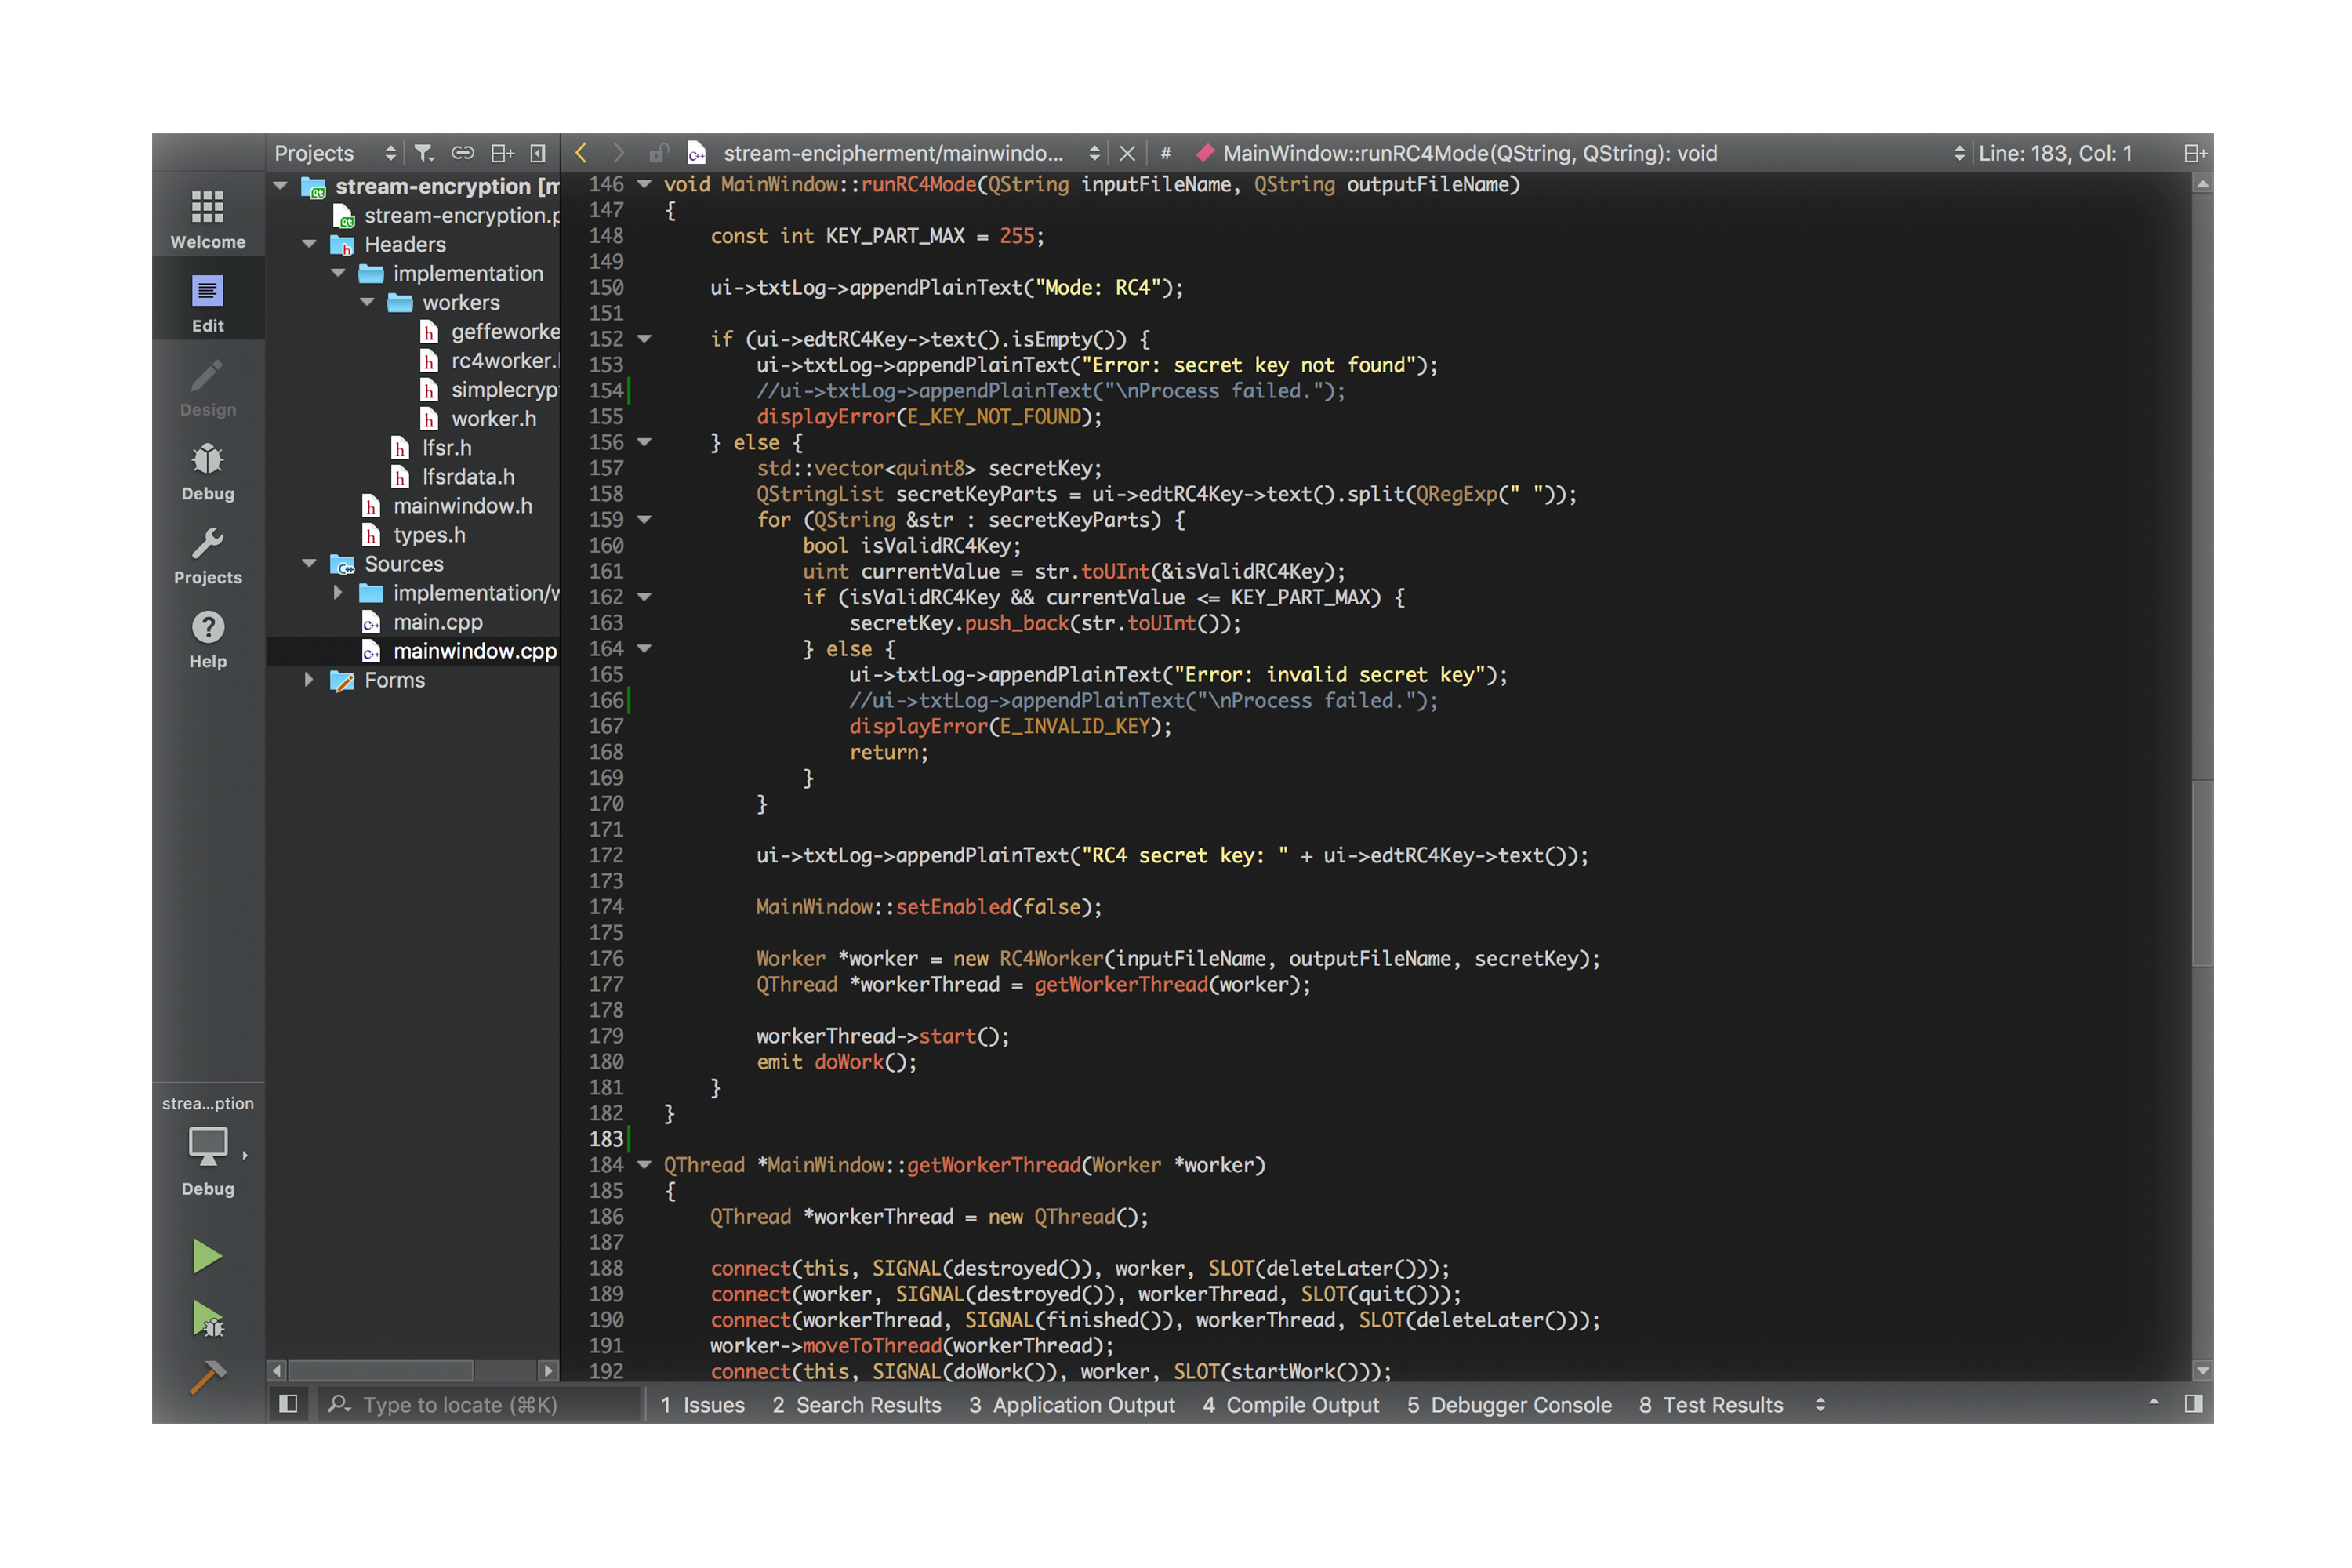 Projects
stream-encipherment/mainwindo...
#
MainWindow::runRC4Mode(QString, QString): void
Line: 183, Col: 1
Welcome
Edit
Design
Debug
Projects
Help
strea...ption
Debug
stream-encryption [m
stream-encryption.p
Headers
implementation
workers
geffeworke
rc4worker.
simplecryp
worker.h
lfsr.h
lfsrdata.h
mainwindow.h
types.h
Sources
implementation/w
main.cpp
mainwindow.cpp
Forms
146 void MainWindow::runRC4Mode(QString inputFileName, QString outputFileName)
147 {
148     const int KEY_PART_MAX = 255;
149
150     ui->txtLog->appendPlainText("Mode: RC4");
151
152     if (ui->edtRC4Key->text().isEmpty()) {
153         ui->txtLog->appendPlainText("Error: secret key not found");
154         //ui->txtLog->appendPlainText("\nProcess failed.");
155         displayError(E_KEY_NOT_FOUND);
156     } else {
157         std::vector<quint8> secretKey;
158         QStringList secretKeyParts = ui->edtRC4Key->text().split(QRegExp(" "));
159         for (QString &str : secretKeyParts) {
160             bool isValidRC4Key;
161             uint currentValue = str.toUInt(&isValidRC4Key);
162             if (isValidRC4Key && currentValue <= KEY_PART_MAX) {
163                 secretKey.push_back(str.toUInt());
164             } else {
165                 ui->txtLog->appendPlainText("Error: invalid secret key");
166                 //ui->txtLog->appendPlainText("\nProcess failed.");
167                 displayError(E_INVALID_KEY);
168                 return;
169             }
170         }
171
172         ui->txtLog->appendPlainText("RC4 secret key: " + ui->edtRC4Key->text());
173
174         MainWindow::setEnabled(false);
175
176         Worker *worker = new RC4Worker(inputFileName, outputFileName, secretKey);
177         QThread *workerThread = getWorkerThread(worker);
178
179         workerThread->start();
180         emit doWork();
181     }
182 }
183
184 QThread *MainWindow::getWorkerThread(Worker *worker)
185 {
186     QThread *workerThread = new QThread();
187
188     connect(this, SIGNAL(destroyed()), worker, SLOT(deleteLater()));
189     connect(worker, SIGNAL(destroyed()), workerThread, SLOT(quit()));
190     connect(workerThread, SIGNAL(finished()), workerThread, SLOT(deleteLater()));
191     worker->moveToThread(workerThread);
192     connect(this, SIGNAL(doWork()), worker, SLOT(startWork()));
Type to locate (⌘K)
1 Issues
2 Search Results
3 Application Output
4 Compile Output
5 Debugger Console
8 Test Results